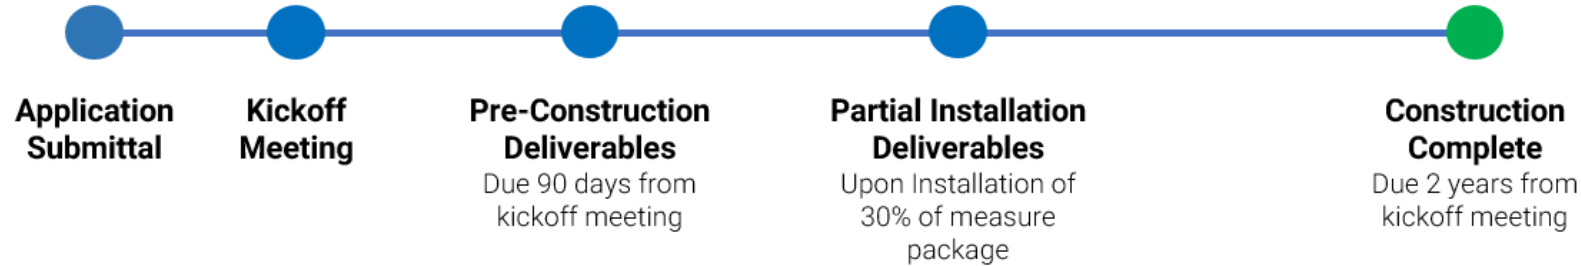 Application
Submittal
Kickoff
Meeting
Pre-Construction
Deliverables
Due 90 days from
kickoff meeting
Partial Installation
Deliverables
Upon Installation of
30% of measure
package
Construction
Complete
Due 2 years from
kickoff meeting